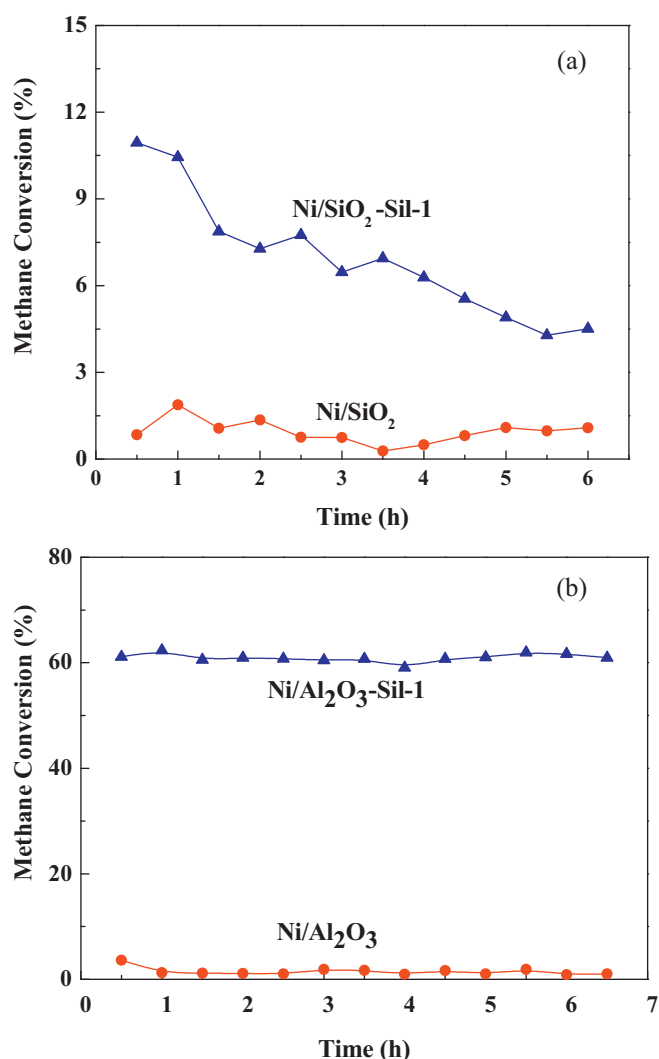 15
(a)
12
9
6
3
0
Methane Conversion (%)
Ni/SiO₂-Sil-1
Ni/SiO₂
0 1 2 3 4 5 6
Time (h)
80
(b)
60
40
20
0
Methane Conversion (%)
Ni/Al₂O₃-Sil-1
Ni/Al₂O₃
0 1 2 3 4 5 6 7
Time (h)